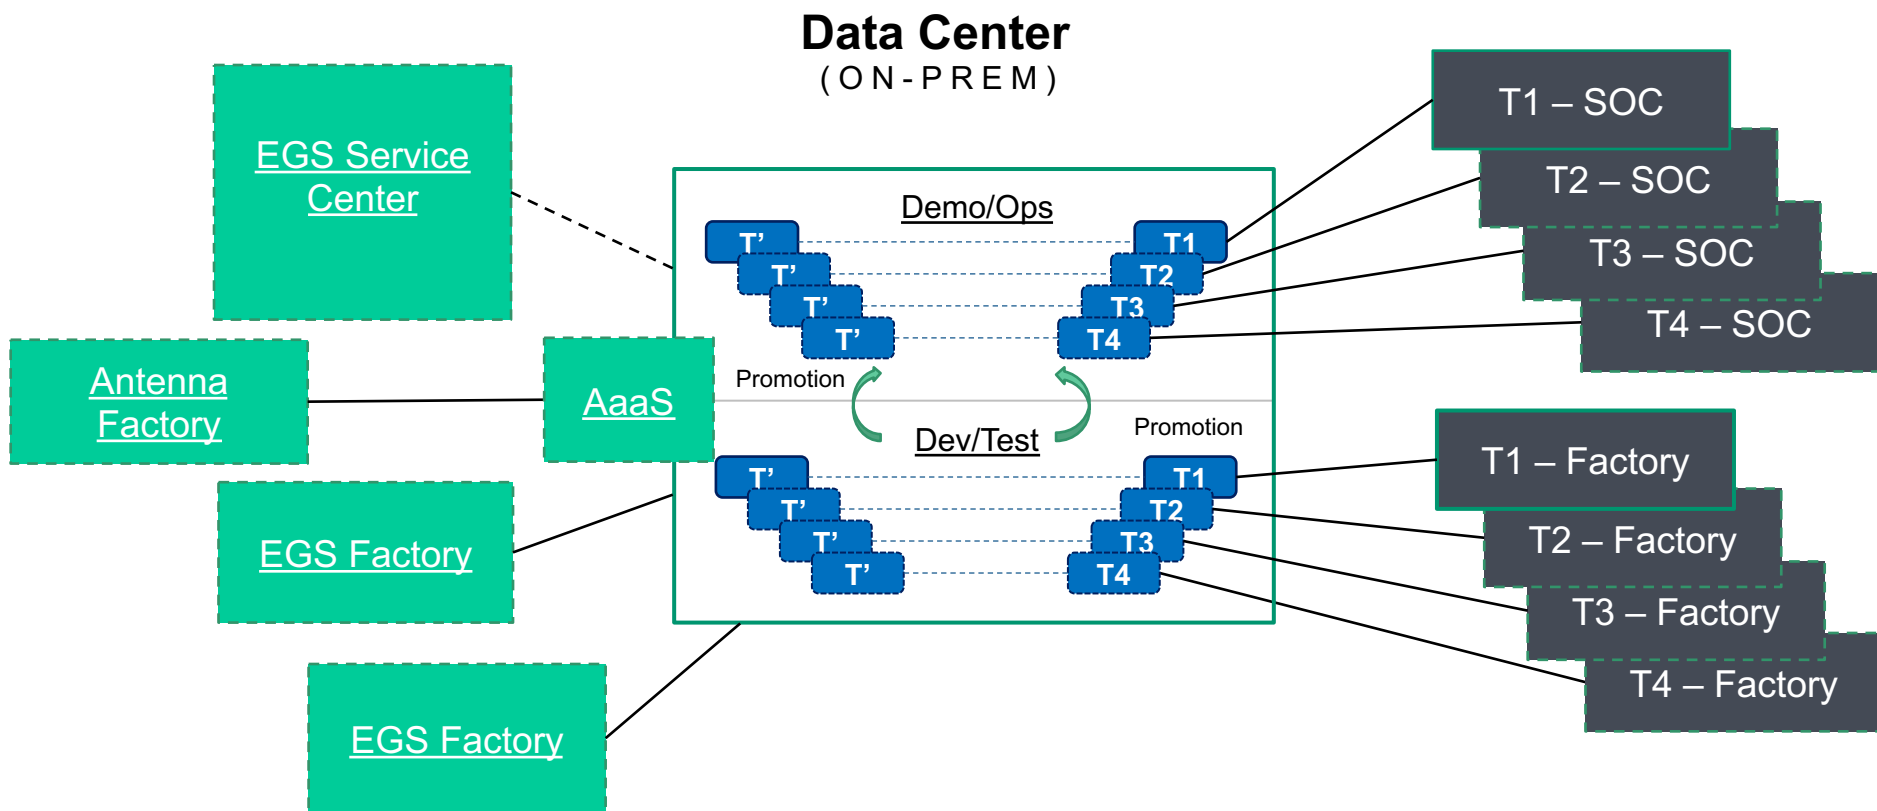 Data Center
(ON-PREM)
EGS Service
Center
Antenna
Factory
AaaS
EGS Factory
EGS Factory
Demo/Ops
T’
T1
T’
T2
T’
T3
T’
T4
Promotion
Dev/Test
Promotion
T’
T1
T’
T2
T’
T3
T’
T4
T1 – SOC
T2 – SOC
T3 – SOC
T4 – SOC
T1 – Factory
T2 – Factory
T3 – Factory
T4 – Factory